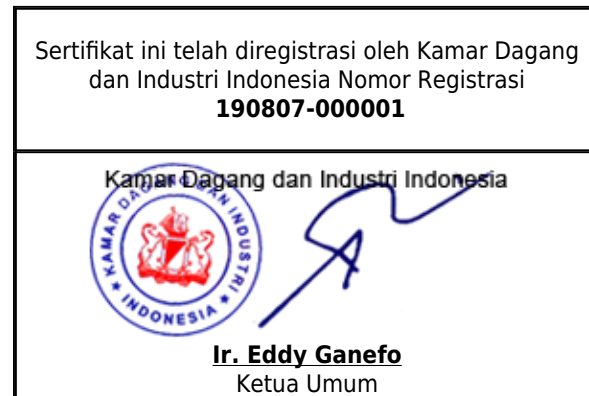 Sertifikat ini telah diregistrasi oleh Kamar Dagang
dan Industri Indonesia Nomor Registrasi
190807-000001
Kamar Dagang dan Industri Indonesia
KAMAR DAGANG DAN INDUSTRI
INDONESIA
Ir. Eddy Ganefo
Ketua Umum